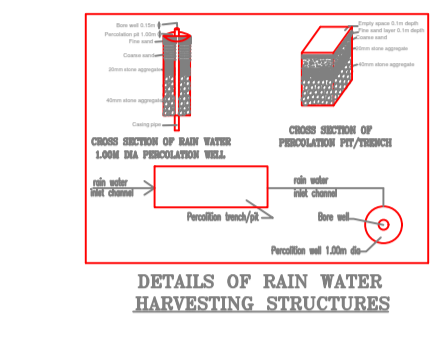 Bore well 0.15m
Percolation pit 1.00m
Fine sand
Coarse sand
20mm stone aggregate
40mm stone aggregate
Casing pipe
CROSS SECTION OF RAIN WATER
1.00M DIA PERCOLATION WELL
Empty space 0.1m depth
Fine sand layer 0.1m depth
Coarse sand
20mm stone aggregate
40mm stone aggregate
CROSS SECTION OF
PERCOLATION PIT/TRENCH
rain water
inlet channel
Percolition trench/pit
rain water
inlet channel
Bore well
Percolition well 1.00m dia
DETAILS OF RAIN WATER
HARVESTING STRUCTURES